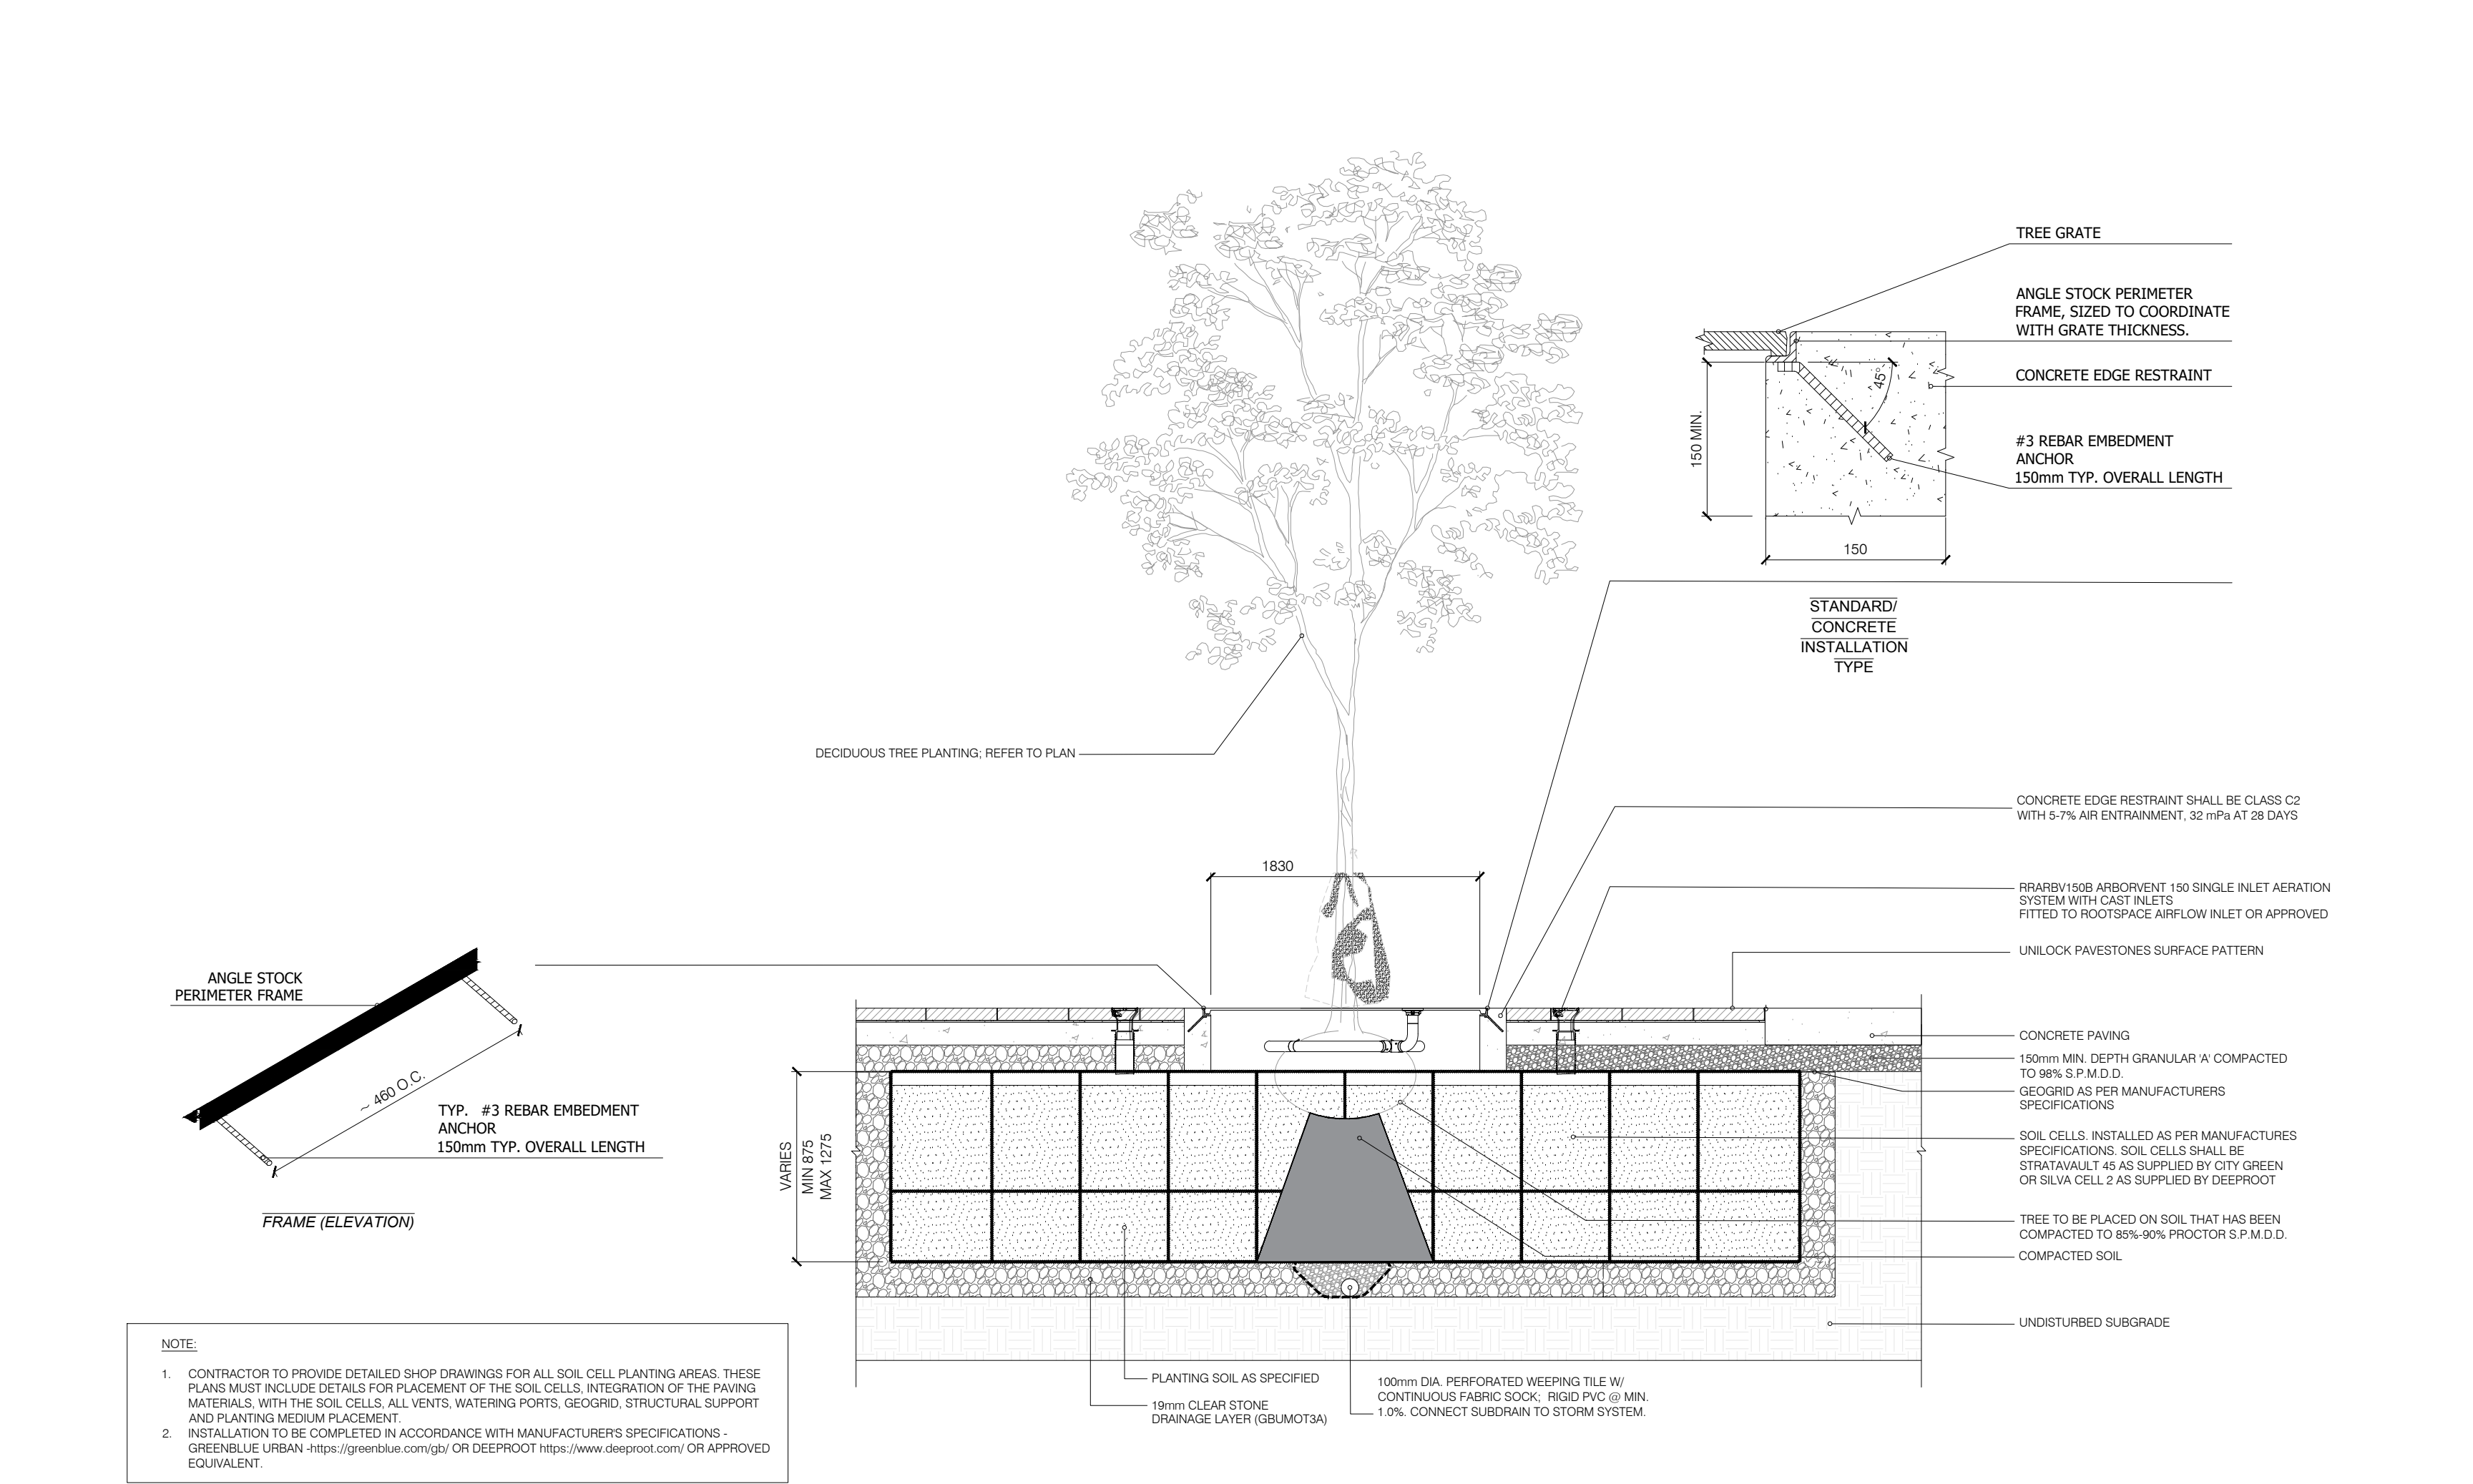 TREE GRATE
ANGLE STOCK PERIMETER
FRAME, SIZED TO COORDINATE
WITH GRATE THICKNESS.
CONCRETE EDGE RESTRAINT
#3 REBAR EMBEDMENT
ANCHOR
150mm TYP. OVERALL LENGTH
45°
150 MIN.
150
STANDARD/
CONCRETE
INSTALLATION
TYPE
DECIDUOUS TREE PLANTING; REFER TO PLAN
CONCRETE EDGE RESTRAINT SHALL BE CLASS C2
WITH 5-7% AIR ENTRAINMENT, 32 mPa AT 28 DAYS
1830
RRARBV150B ARBORVENT 150 SINGLE INLET AERATION
SYSTEM WITH CAST INLETS
FITTED TO ROOTSPACE AIRFLOW INLET OR APPROVED
UNILOCK PAVESTONES SURFACE PATTERN
CONCRETE PAVING
150mm MIN. DEPTH GRANULAR 'A' COMPACTED
TO 98% S.P.M.D.D.
GEOGRID AS PER MANUFACTURERS
SPECIFICATIONS
SOIL CELLS. INSTALLED AS PER MANUFACTURES
SPECIFICATIONS. SOIL CELLS SHALL BE
STRATAVAULT 45 AS SUPPLIED BY CITY GREEN
OR SILVA CELL 2 AS SUPPLIED BY DEEPROOT
TREE TO BE PLACED ON SOIL THAT HAS BEEN
COMPACTED TO 85%-90% PROCTOR S.P.M.D.D.
COMPACTED SOIL
UNDISTURBED SUBGRADE
ANGLE STOCK
PERIMETER FRAME
~ 460 O.C.
TYP. #3 REBAR EMBEDMENT
ANCHOR
150mm TYP. OVERALL LENGTH
FRAME (ELEVATION)
VARIES
MIN 875
MAX 1275
PLANTING SOIL AS SPECIFIED
19mm CLEAR STONE
DRAINAGE LAYER (GBUMOT3A)
100mm DIA. PERFORATED WEEPING TILE W/
CONTINUOUS FABRIC SOCK; RIGID PVC @ MIN.
1.0%. CONNECT SUBDRAIN TO STORM SYSTEM.
NOTE:
1. CONTRACTOR TO PROVIDE DETAILED SHOP DRAWINGS FOR ALL SOIL CELL PLANTING AREAS. THESE
PLANS MUST INCLUDE DETAILS FOR PLACEMENT OF THE SOIL CELLS, INTEGRATION OF THE PAVING
MATERIALS, WITH THE SOIL CELLS, ALL VENTS, WATERING PORTS, GEOGRID, STRUCTURAL SUPPORT
AND PLANTING MEDIUM PLACEMENT.
2. INSTALLATION TO BE COMPLETED IN ACCORDANCE WITH MANUFACTURER'S SPECIFICATIONS -
GREENBLUE URBAN -https://greenblue.com/gb/ OR DEEPROOT https://www.deeproot.com/ OR APPROVED
EQUIVALENT.